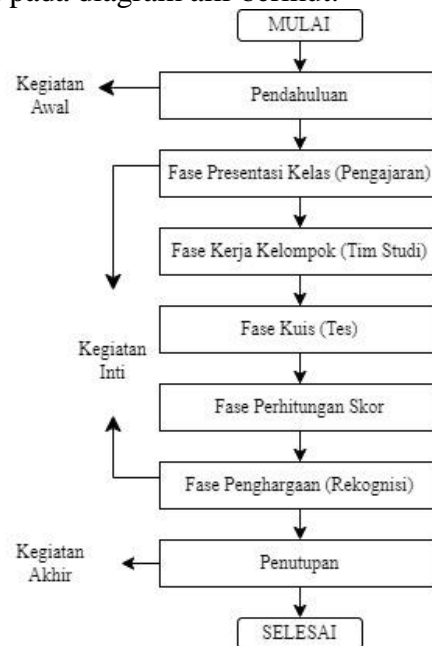 pada diagram alir berikut.
MULAI
Kegiatan
Awal
Pendahuluan
Fase Presentasi Kelas (Pengajaran)
Fase Kerja Kelompok (Tim Studi)
Fase Kuis (Tes)
Kegiatan
Inti
Fase Perhitungan Skor
Fase Penghargaan (Rekognisi)
Kegiatan
Akhir
Penutupan
SELESAI